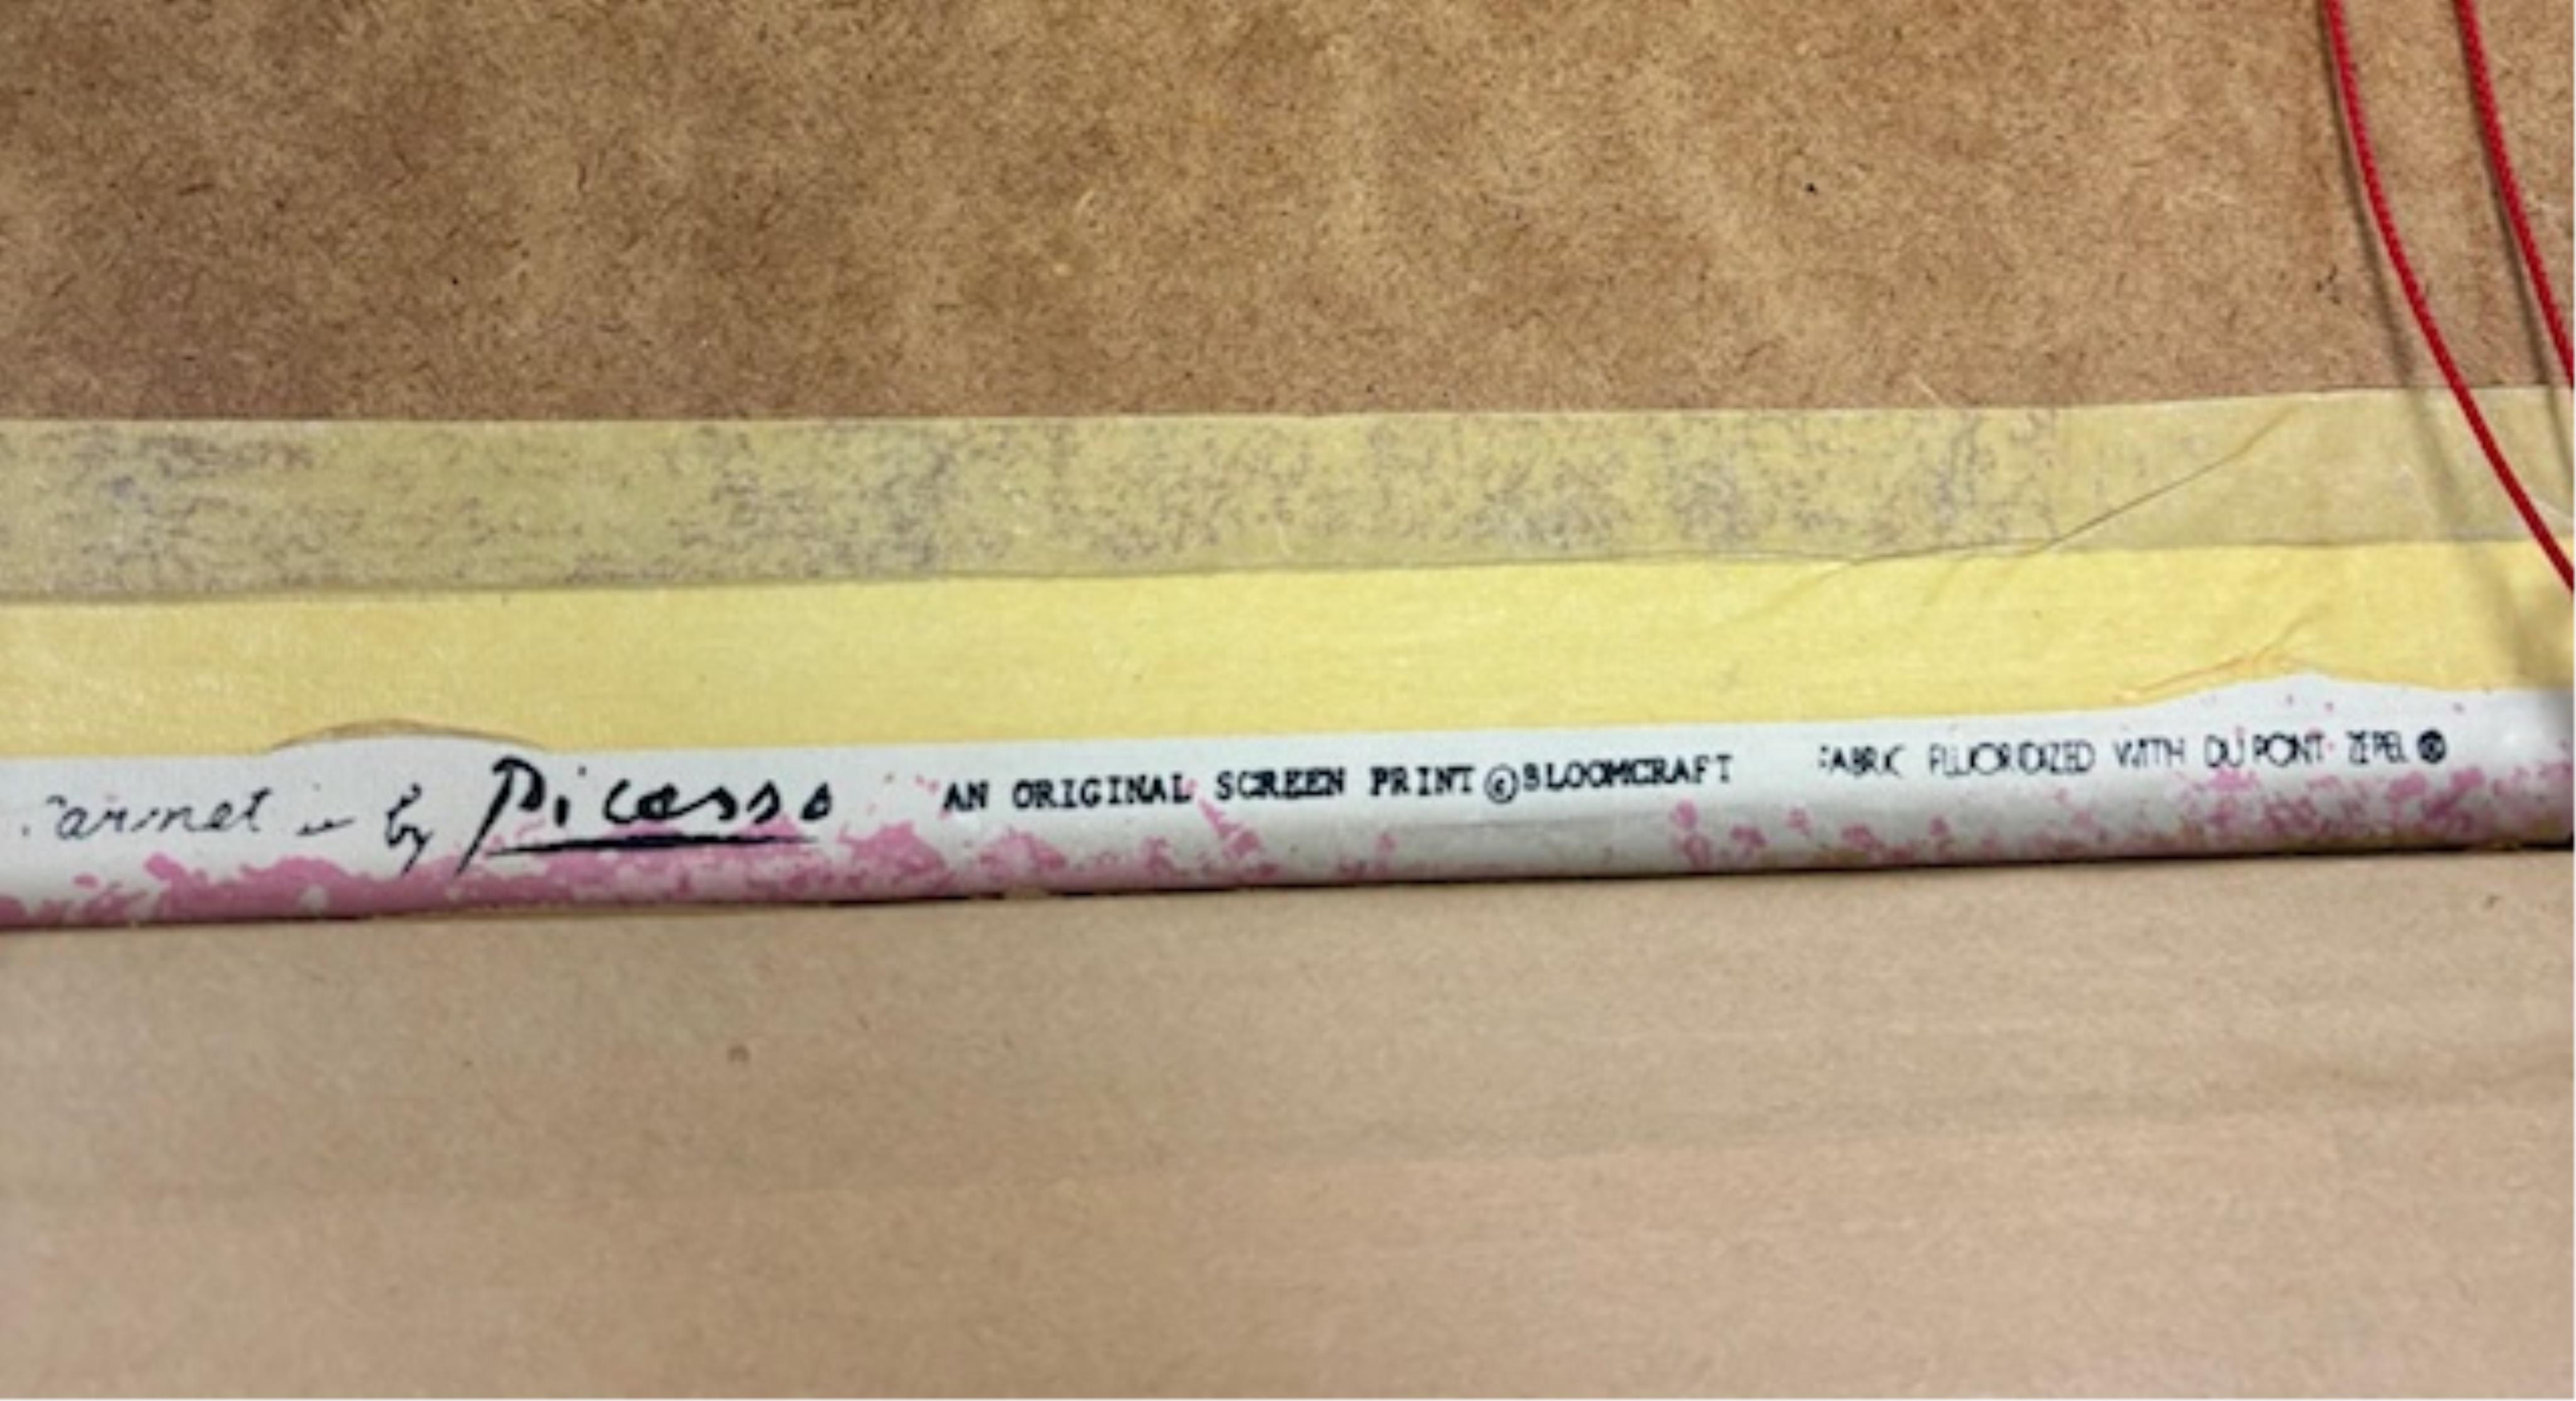 by Picasso AN ORIGINAL SCREEN PRINT © BLOOMCRAFT FABRIC FLUORIDIZED WITH DU PONT ZEPEL ®